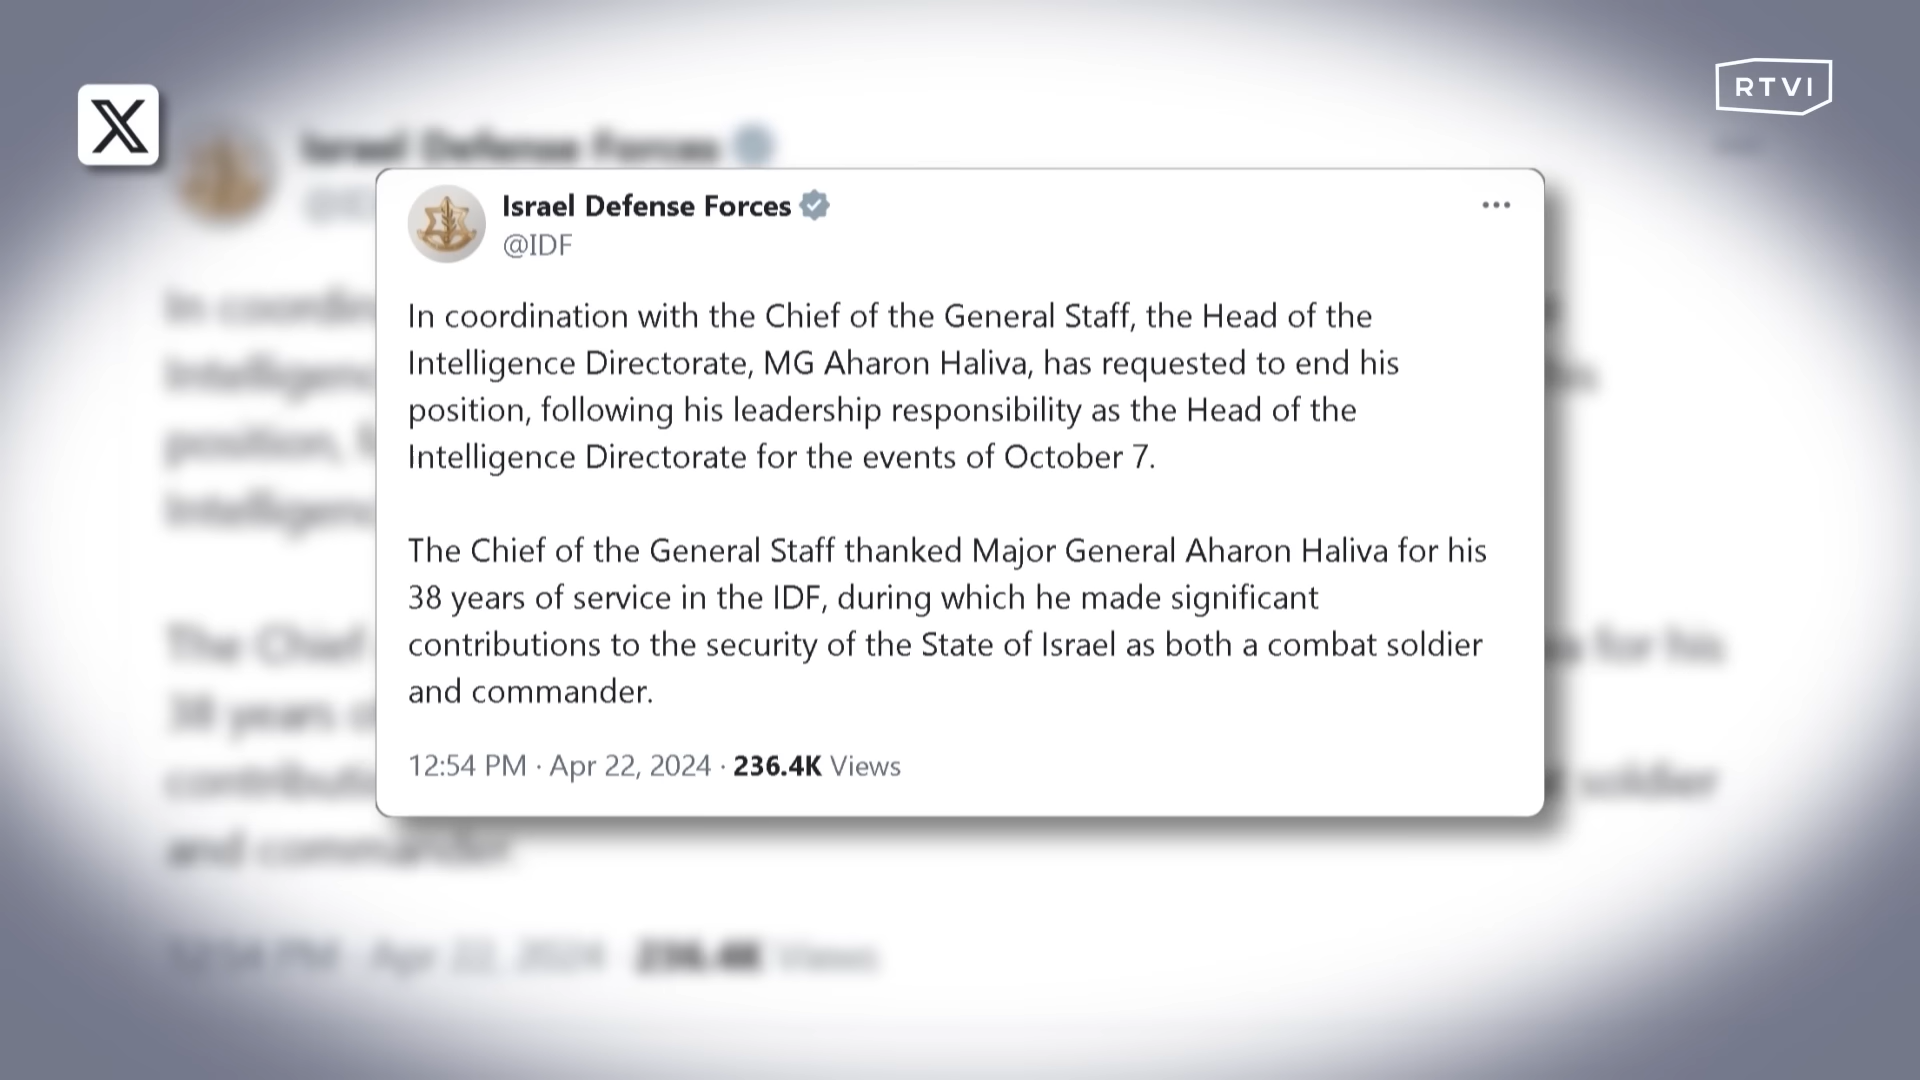 RTVI
Israel Defense Forces
@IDF
In coordination with the Chief of the General Staff, the Head of the
Intelligence Directorate, MG Aharon Haliva, has requested to end his
position, following his leadership responsibility as the Head of the
Intelligence Directorate for the events of October 7.
The Chief of the General Staff thanked Major General Aharon Haliva for his
38 years of service in the IDF, during which he made significant
contributions to the security of the State of Israel as both a combat soldier
and commander.
12:54 PM · Apr 22, 2024 · 236.4K Views